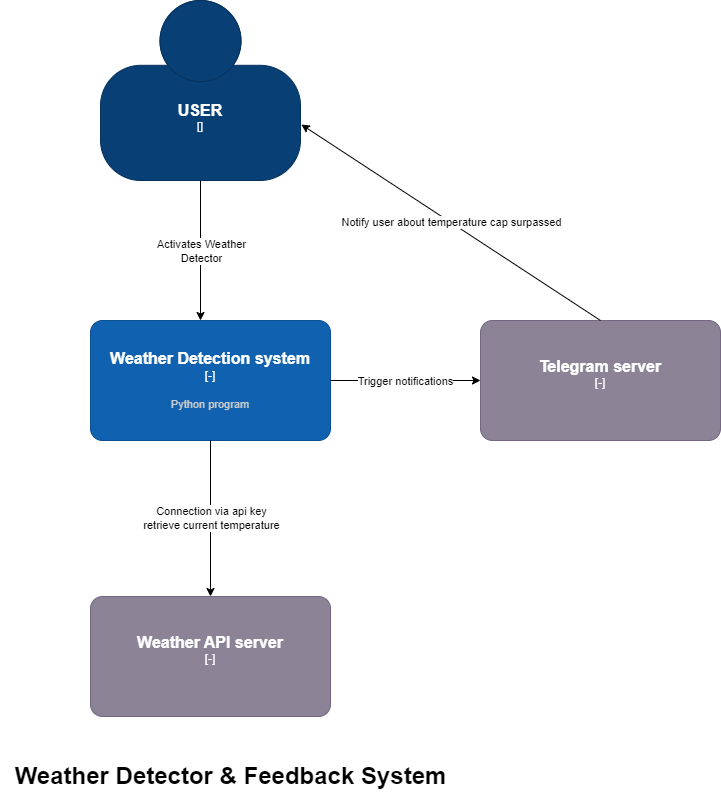 USER
[]
Notify user about temperature cap surpassed
Activates Weather
Detector
Weather Detection system
[-]
Python program
Trigger notifications
Telegram server
[-]
Connection via api key
retrieve current temperature
Weather API server
[-]
Weather Detector & Feedback System